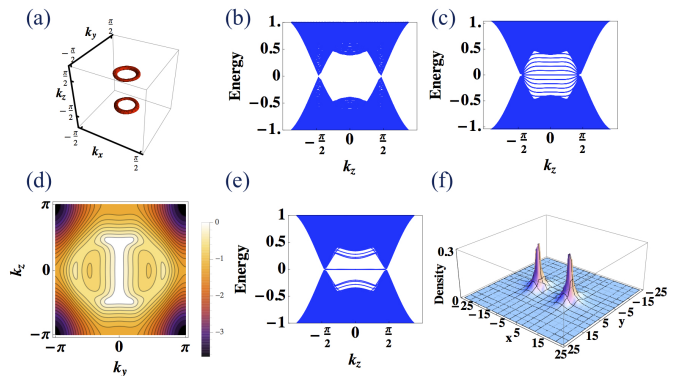 (a)
k_y
π/2
-π/2
π/2
k_z
-π/2
-π/2
k_x
π/2
(b)
Energy
1.
0.5
0
-0.5
-1.
-π/2 0 π/2
k_z
(c)
Energy
1.
0.5
0
-0.5
-1.
-π/2 0 π/2
k_z
(d)
k_z
π
0
-π
-π 0 π
k_y
0
-1
-2
-3
(e)
Energy
1
0.5
0
-0.5
-1
-π/2 0 π/2
k_z
(f)
Density
0.3
0
-25
-15
-5
x
5
15
25
-25
-15
-5
y
5
15
25